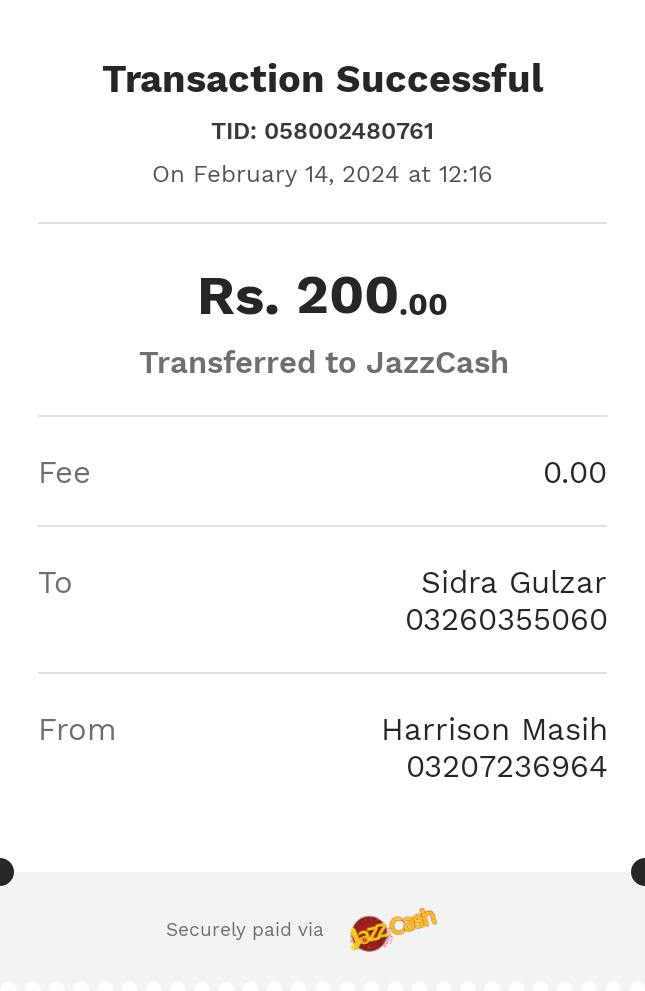 Transaction Successful
TID: 058002480761
On February 14, 2024 at 12:16
Rs. 200.00
Transferred to JazzCash
Fee 0.00
To Sidra Gulzar
03260355060
From Harrison Masih
03207236964
Securely paid via JazzCash